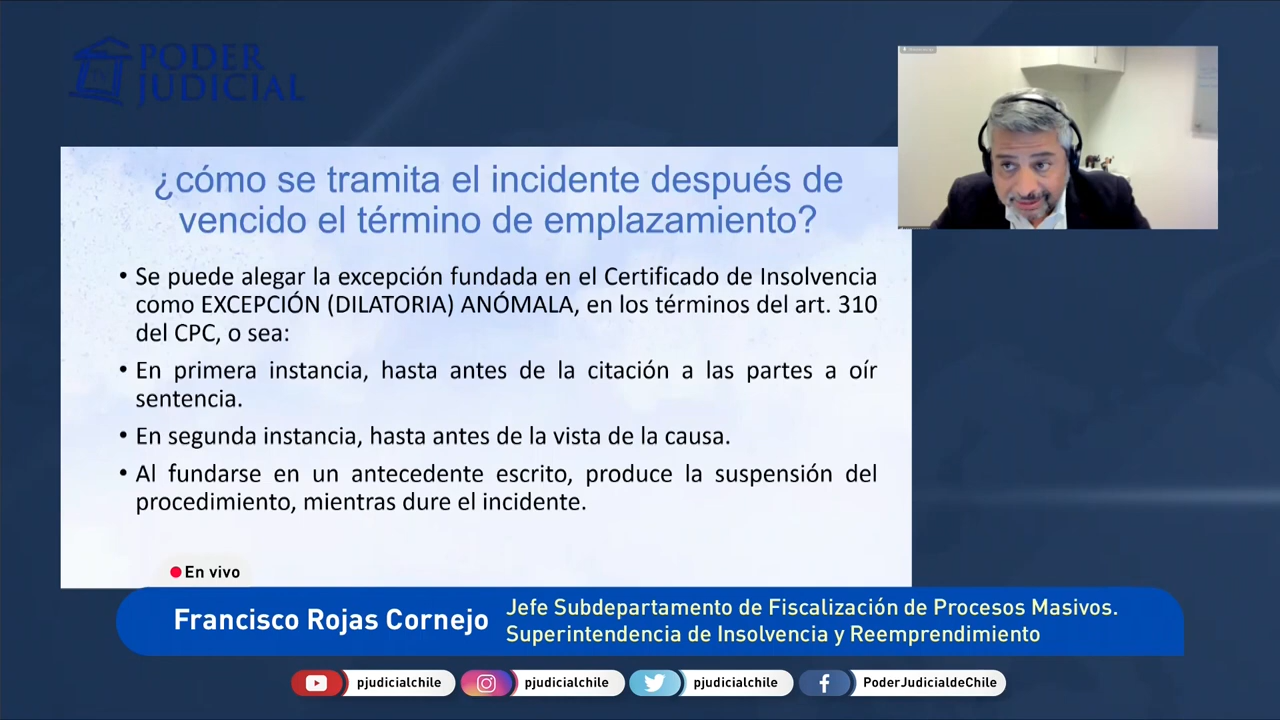 PODER
JUDICIAL
¿cómo se tramita el incidente después de
vencido el término de emplazamiento?
• Se puede alegar la excepción fundada en el Certificado de Insolvencia
como EXCEPCIÓN (DILATORIA) ANÓMALA, en los términos del art. 310
del CPC, o sea:
• En primera instancia, hasta antes de la citación a las partes a oír
sentencia.
• En segunda instancia, hasta antes de la vista de la causa.
• Al fundarse en un antecedente escrito, produce la suspensión del
procedimiento, mientras dure el incidente.
En vivo
Francisco Rojas Cornejo
Jefe Subdepartamento de Fiscalización de Procesos Masivos.
Superintendencia de Insolvencia y Reemprendimiento
pjudicialchile
pjudicialchile
pjudicialchile
PoderJudicialdeChile